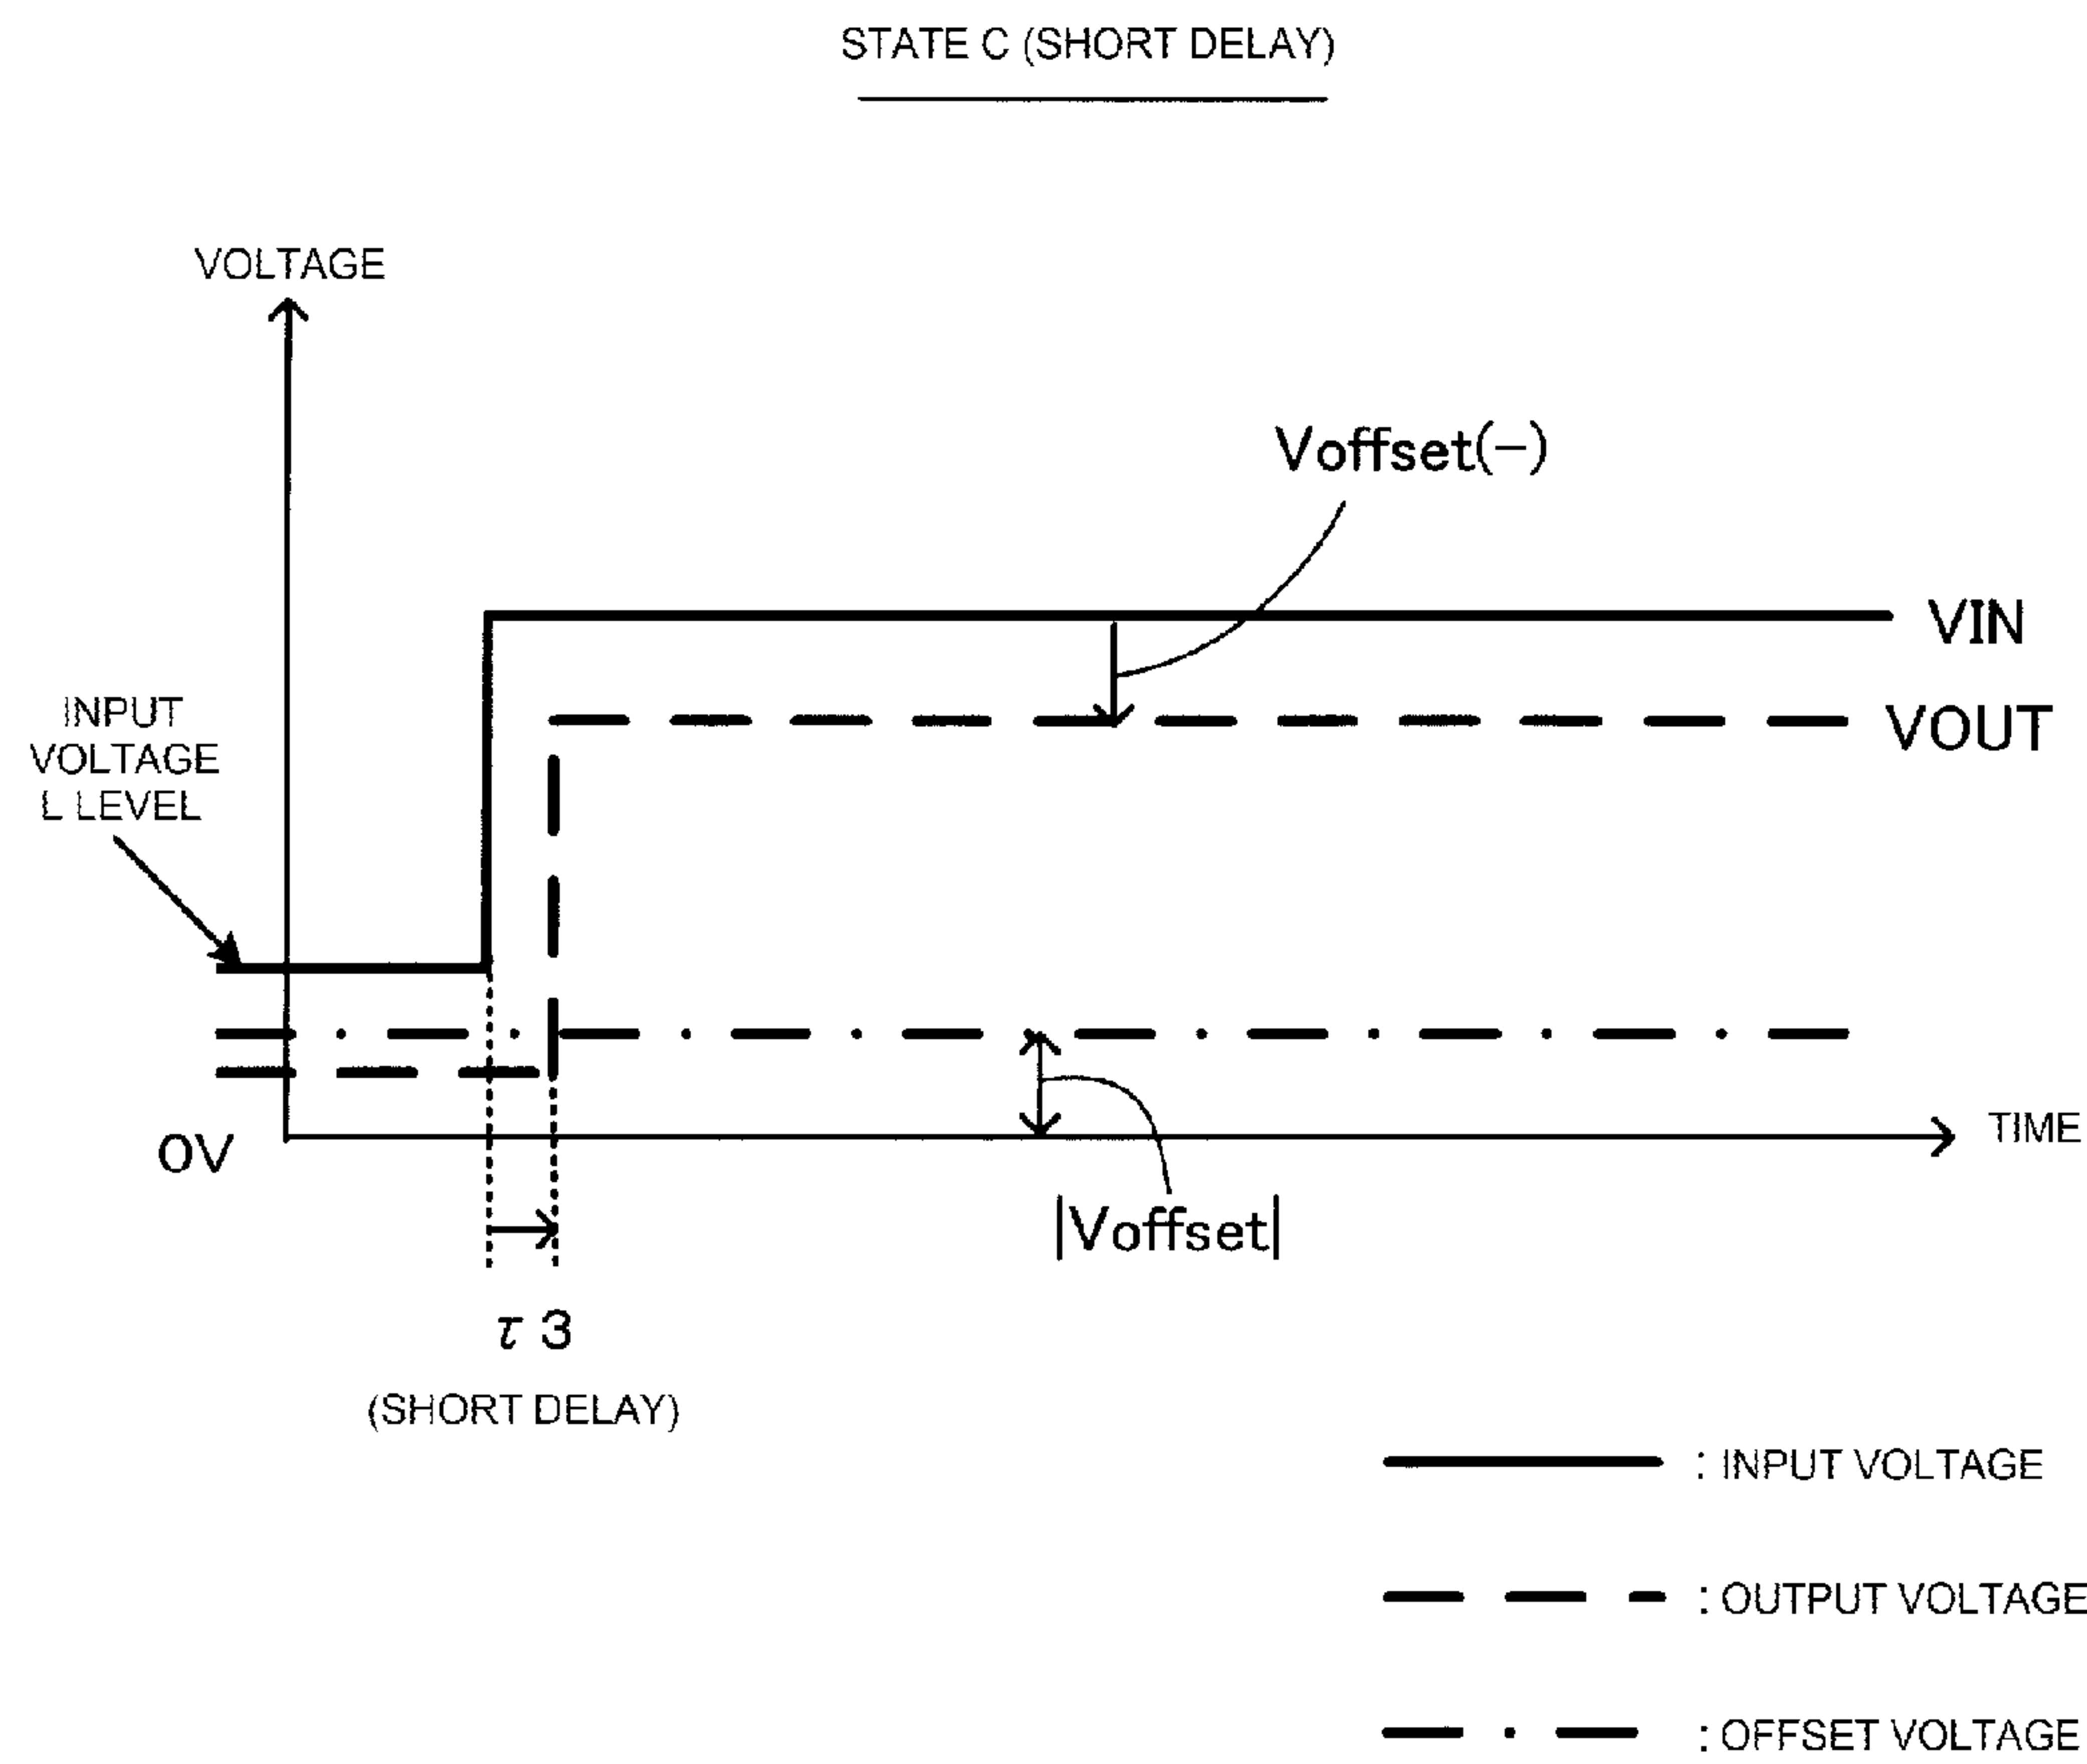 STATE C (SHORT DELAY)
VOLTAGE
Voffset(−)
VIN
INPUT
VOLTAGE
L LEVEL
VOUT
0V
TIME
|Voffset|
τ 3
(SHORT DELAY)
: INPUT VOLTAGE
: OUTPUT VOLTAGE
: OFFSET VOLTAGE